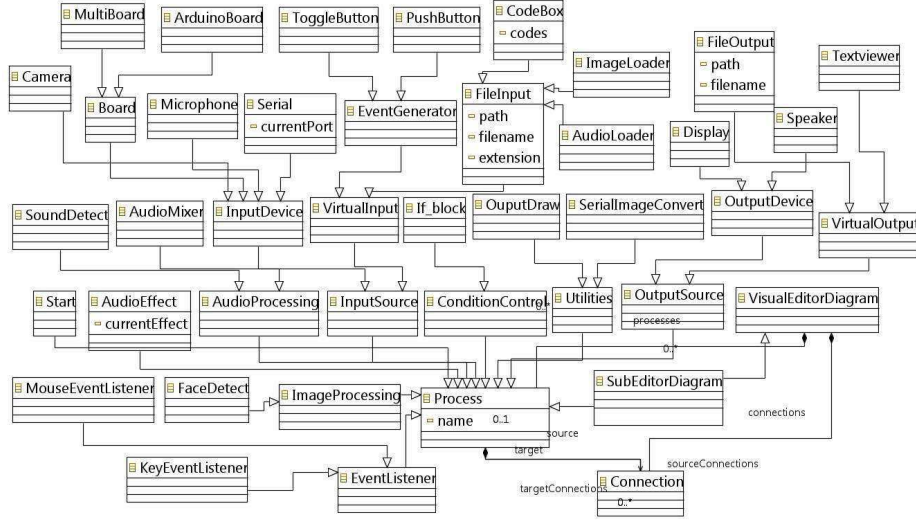 MultiBoard
ArduinoBoard
ToggleButton
PushButton
CodeBox
codes
FileOutput
path
filename
Textviewer
Camera
Board
Microphone
Serial
currentPort
EventGenerator
FileInput
path
filename
extension
ImageLoader
AudioLoader
Display
Speaker
SoundDetect
AudioMixer
InputDevice
VirtualInput
If_block
OuputDraw
SerialImageConvert
OutputDevice
VirtualOutput
Start
AudioEffect
currentEffect
AudioProcessing
InputSource
ConditionControl
0..*
Utilities
OutputSource
processes
0..*
VisualEditorDiagram
MouseEventListener
FaceDetect
ImageProcessing
Process
name
0..1
source
target
SubEditorDiagram
connections
KeyEventListener
EventListener
targetConnections
sourceConnections
Connection
0..*